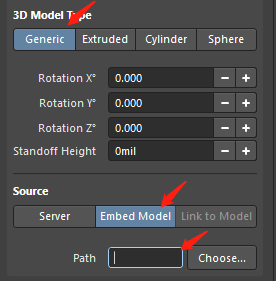 3D Model Type
Generic Extruded Cylinder Sphere
Rotation X° 0.000 − +
Rotation Y° 0.000 − +
Rotation Z° 0.000 − +
Standoff Height 0mil − +
Source
Server Embed Model Link to Model
Path Choose...